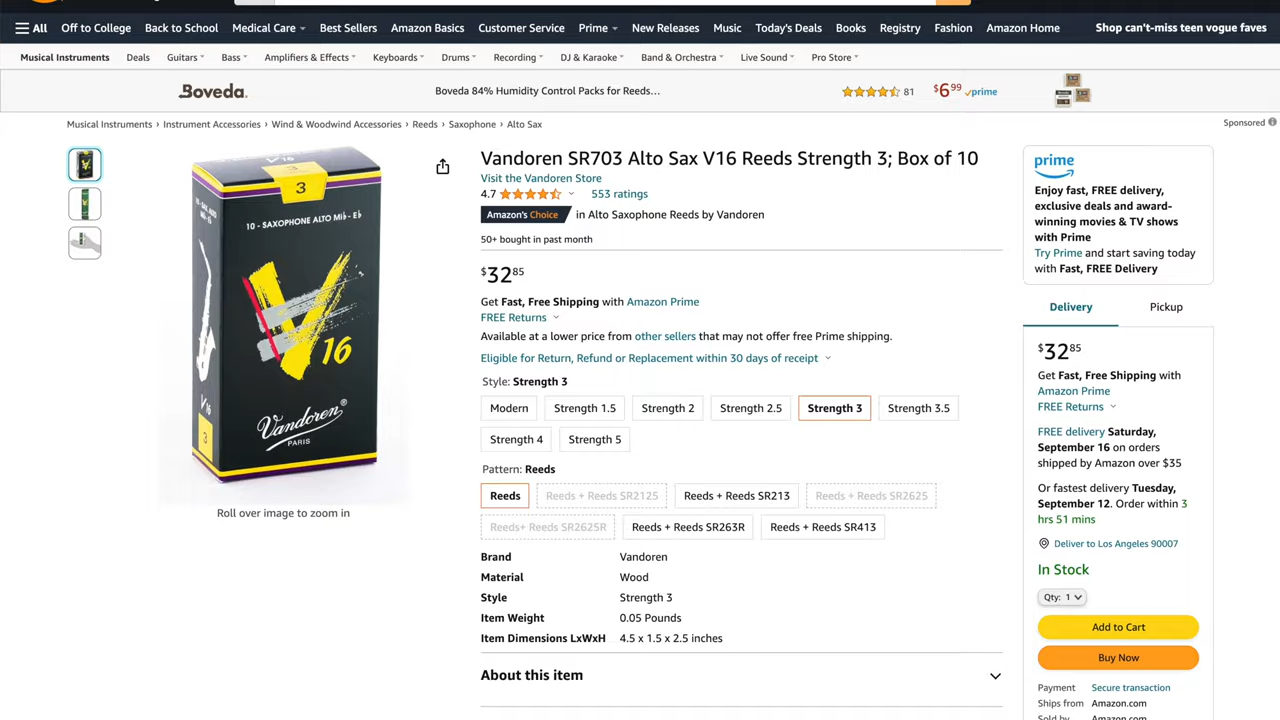 All Off to College Back to School Medical Care Best Sellers Amazon Basics Customer Service Prime New Releases Music Today's Deals Books Registry Fashion Amazon Home Shop can't-miss teen vogue faves
Musical Instruments Deals Guitars Bass Amplifiers & Effects Keyboards Drums Recording DJ & Karaoke Band & Orchestra Live Sound Pro Store
Boveda. Boveda 84% Humidity Control Packs for Reeds… 81 $6.99 prime
Musical Instruments › Instrument Accessories › Wind & Woodwind Accessories › Reeds › Saxophone › Alto Sax
Sponsored
V16
3
10 - SAXOPHONE ALTO Mib - Eb
V16
Vandoren®
PARIS
V16
3
Roll over image to zoom in
Vandoren SR703 Alto Sax V16 Reeds Strength 3; Box of 10
Visit the Vandoren Store
4.7 553 ratings
Amazon's Choice in Alto Saxophone Reeds by Vandoren
50+ bought in past month
$32.85
Get Fast, Free Shipping with Amazon Prime
FREE Returns
Available at a lower price from other sellers that may not offer free Prime shipping.
Eligible for Return, Refund or Replacement within 30 days of receipt
Style: Strength 3
Modern Strength 1.5 Strength 2 Strength 2.5 Strength 3 Strength 3.5
Strength 4 Strength 5
Pattern: Reeds
Reeds Reeds + Reeds SR2125 Reeds + Reeds SR213 Reeds + Reeds SR2625
Reeds+ Reeds SR2625R Reeds + Reeds SR263R Reeds + Reeds SR413
Brand Vandoren
Material Wood
Style Strength 3
Item Weight 0.05 Pounds
Item Dimensions LxWxH 4.5 x 1.5 x 2.5 inches
About this item
prime
Enjoy fast, FREE delivery,
exclusive deals and award-
winning movies & TV shows
with Prime
Try Prime and start saving today
with Fast, FREE Delivery
Delivery Pickup
$32.85
Get Fast, Free Shipping with
Amazon Prime
FREE Returns
FREE delivery Saturday,
September 16 on orders
shipped by Amazon over $35
Or fastest delivery Tuesday,
September 12. Order within 3
hrs 51 mins
Deliver to Los Angeles 90007
In Stock
Qty: 1
Add to Cart
Buy Now
Payment Secure transaction
Ships from Amazon.com
Sold by Amazon.com